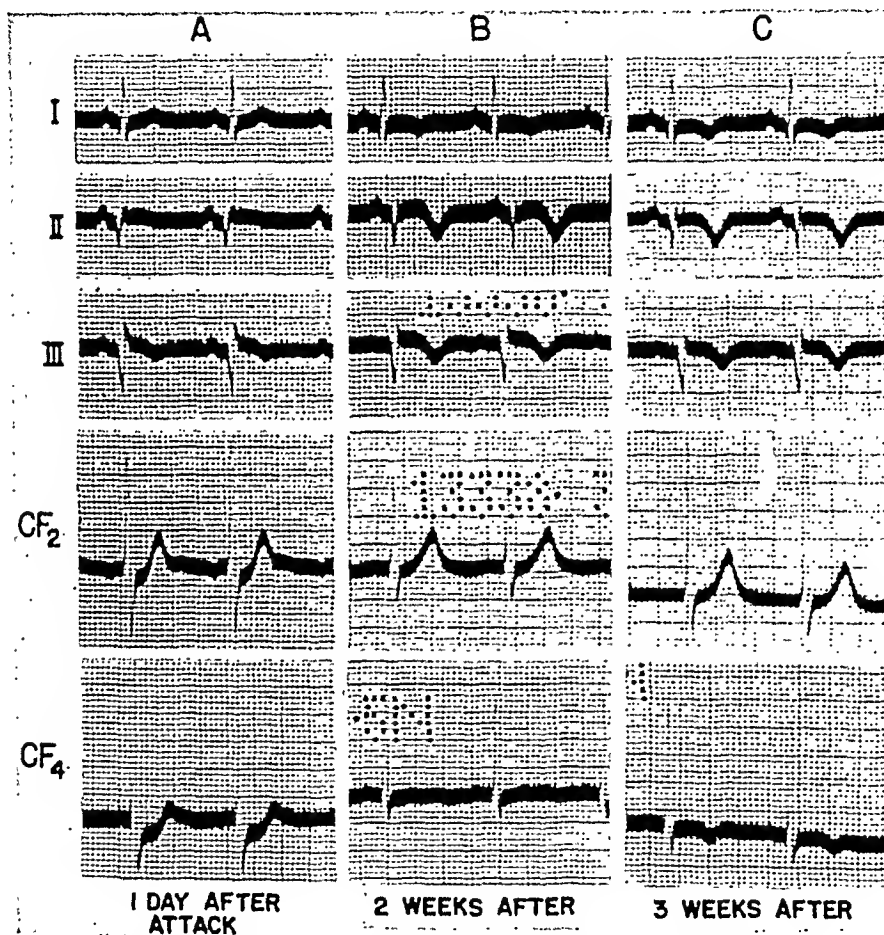 A B C
I
II
III
CF2
CF4
1 DAY AFTER
ATTACK
2 WEEKS AFTER
3 WEEKS AFTER